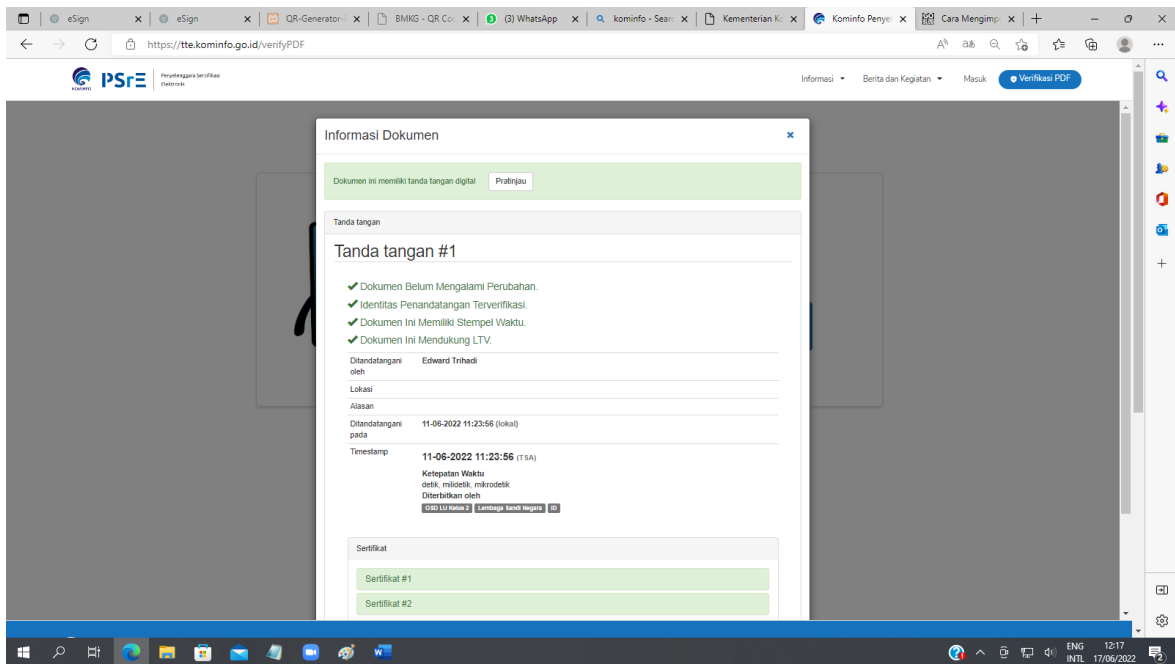 eSign
eSign
QR-Generator-
BMKG - QR Coc
(3) WhatsApp
kominfo - Sear
Kementerian Ko
Kominfo Penye
Cara Mengimp
https://tte.kominfo.go.id/verifyPDF
KOMINFO
PSrE
Penyelenggara Sertifikasi
Elektronik
Informasi
Berita dan Kegiatan
Masuk
Verifikasi PDF
Informasi Dokumen
Dokumen ini memiliki tanda tangan digital
Pratinjau
Tanda tangan
Tanda tangan #1
Dokumen Belum Mengalami Perubahan.
Identitas Penandatangan Terverifikasi.
Dokumen Ini Memiliki Stempel Waktu.
Dokumen Ini Mendukung LTV.
Ditandatangani oleh Edward Trihadi
Lokasi
Alasan
Ditandatangani pada 11-06-2022 11:23:56 (lokal)
Timestamp 11-06-2022 11:23:56 (TSA)
Ketepatan Waktu
detik, milidetik, mikrodetik
Diterbitkan oleh
OSD LU Kelas 2 Lembaga Sandi Negara ID
Sertifikat
Sertifikat #1
Sertifikat #2
ENG
INTL
12:17
17/06/2022